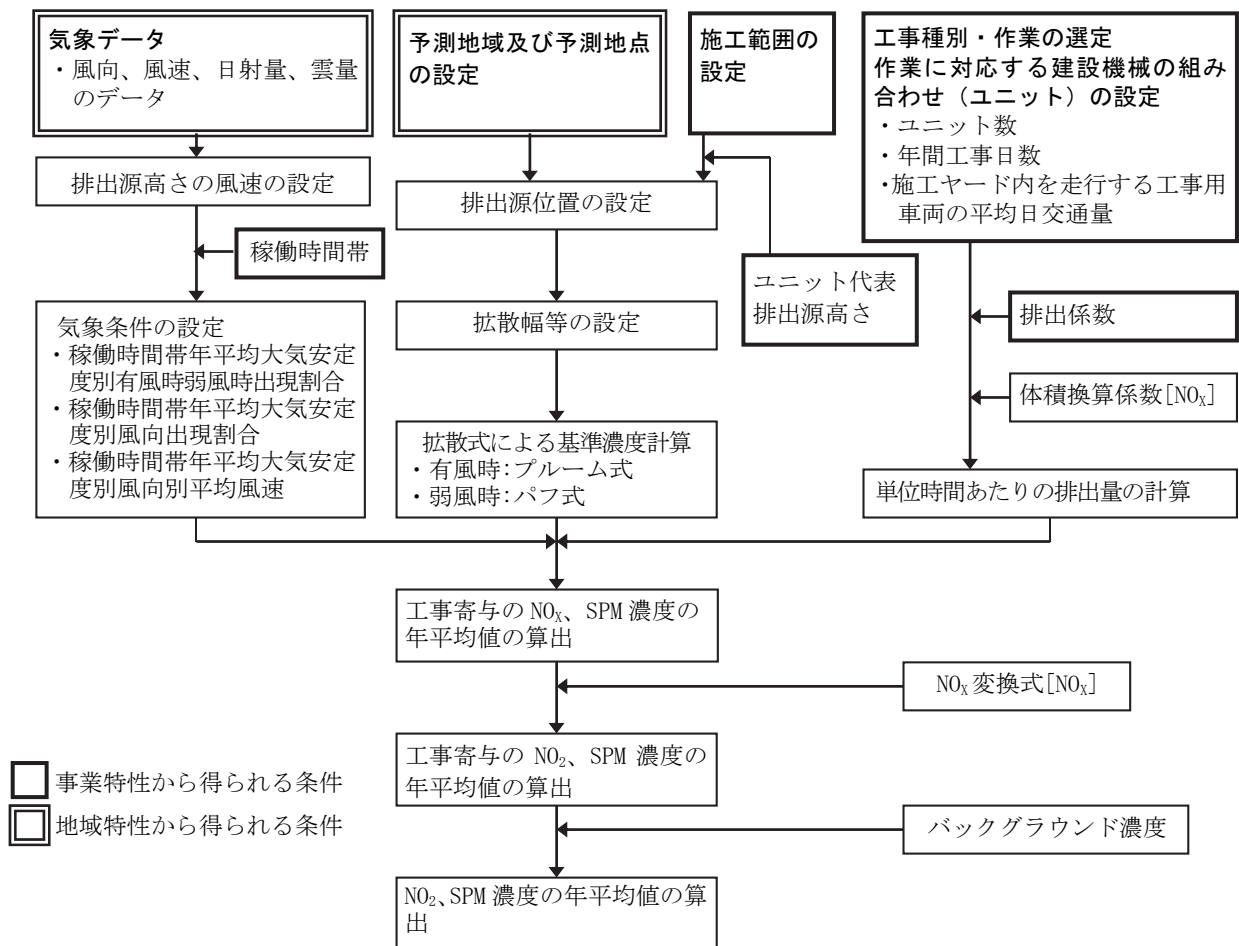 気象データ
・風向、風速、日射量、雲量
のデータ
予測地域及び予測地点
の設定
施工範囲の
設定
工事種別・作業の選定
作業に対応する建設機械の組み
合わせ（ユニット）の設定
・ユニット数
・年間工事日数
・施工ヤード内を走行する工事用
車両の平均日交通量
排出源高さの風速の設定
排出源位置の設定
稼働時間帯
ユニット代表
排出源高さ
気象条件の設定
・稼働時間帯年平均大気安定
度別有風時弱風時出現割合
・稼働時間帯年平均大気安定
度別風向出現割合
・稼働時間帯年平均大気安定
度別風向別平均風速
拡散幅等の設定
排出係数
体積換算係数[NOX]
拡散式による基準濃度計算
・有風時:プルーム式
・弱風時:パフ式
単位時間あたりの排出量の計算
工事寄与の NOX、SPM 濃度の
年平均値の算出
NOX 変換式[NOX]
工事寄与の NO2、SPM 濃度の
年平均値の算出
事業特性から得られる条件
地域特性から得られる条件
バックグラウンド濃度
NO2、SPM 濃度の年平均値の算
出